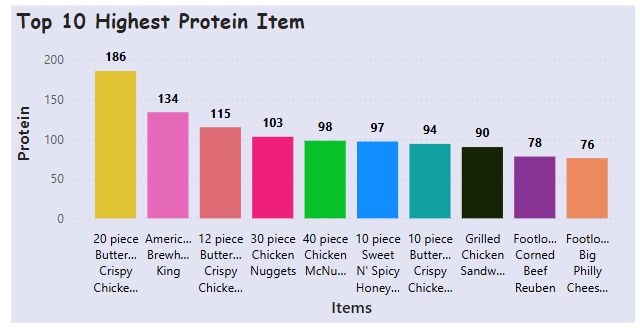 Top 10 Highest Protein Item
200
150
100
50
0
Protein
186
134
115
103
98
97
94
90
78
76
20 piece
Butter...
Crispy
Chicke...
Americ...
Brewh...
King
12 piece
Butter...
Crispy
Chicke...
30 piece
Chicken
Nuggets
40 piece
Chicken
McNu...
10 piece
Sweet
N' Spicy
Honey...
10 piece
Butter...
Crispy
Chicke...
Grilled
Chicken
Sandw...
Footlo...
Corned
Beef
Reuben
Footlo...
Big
Philly
Chees...
Items